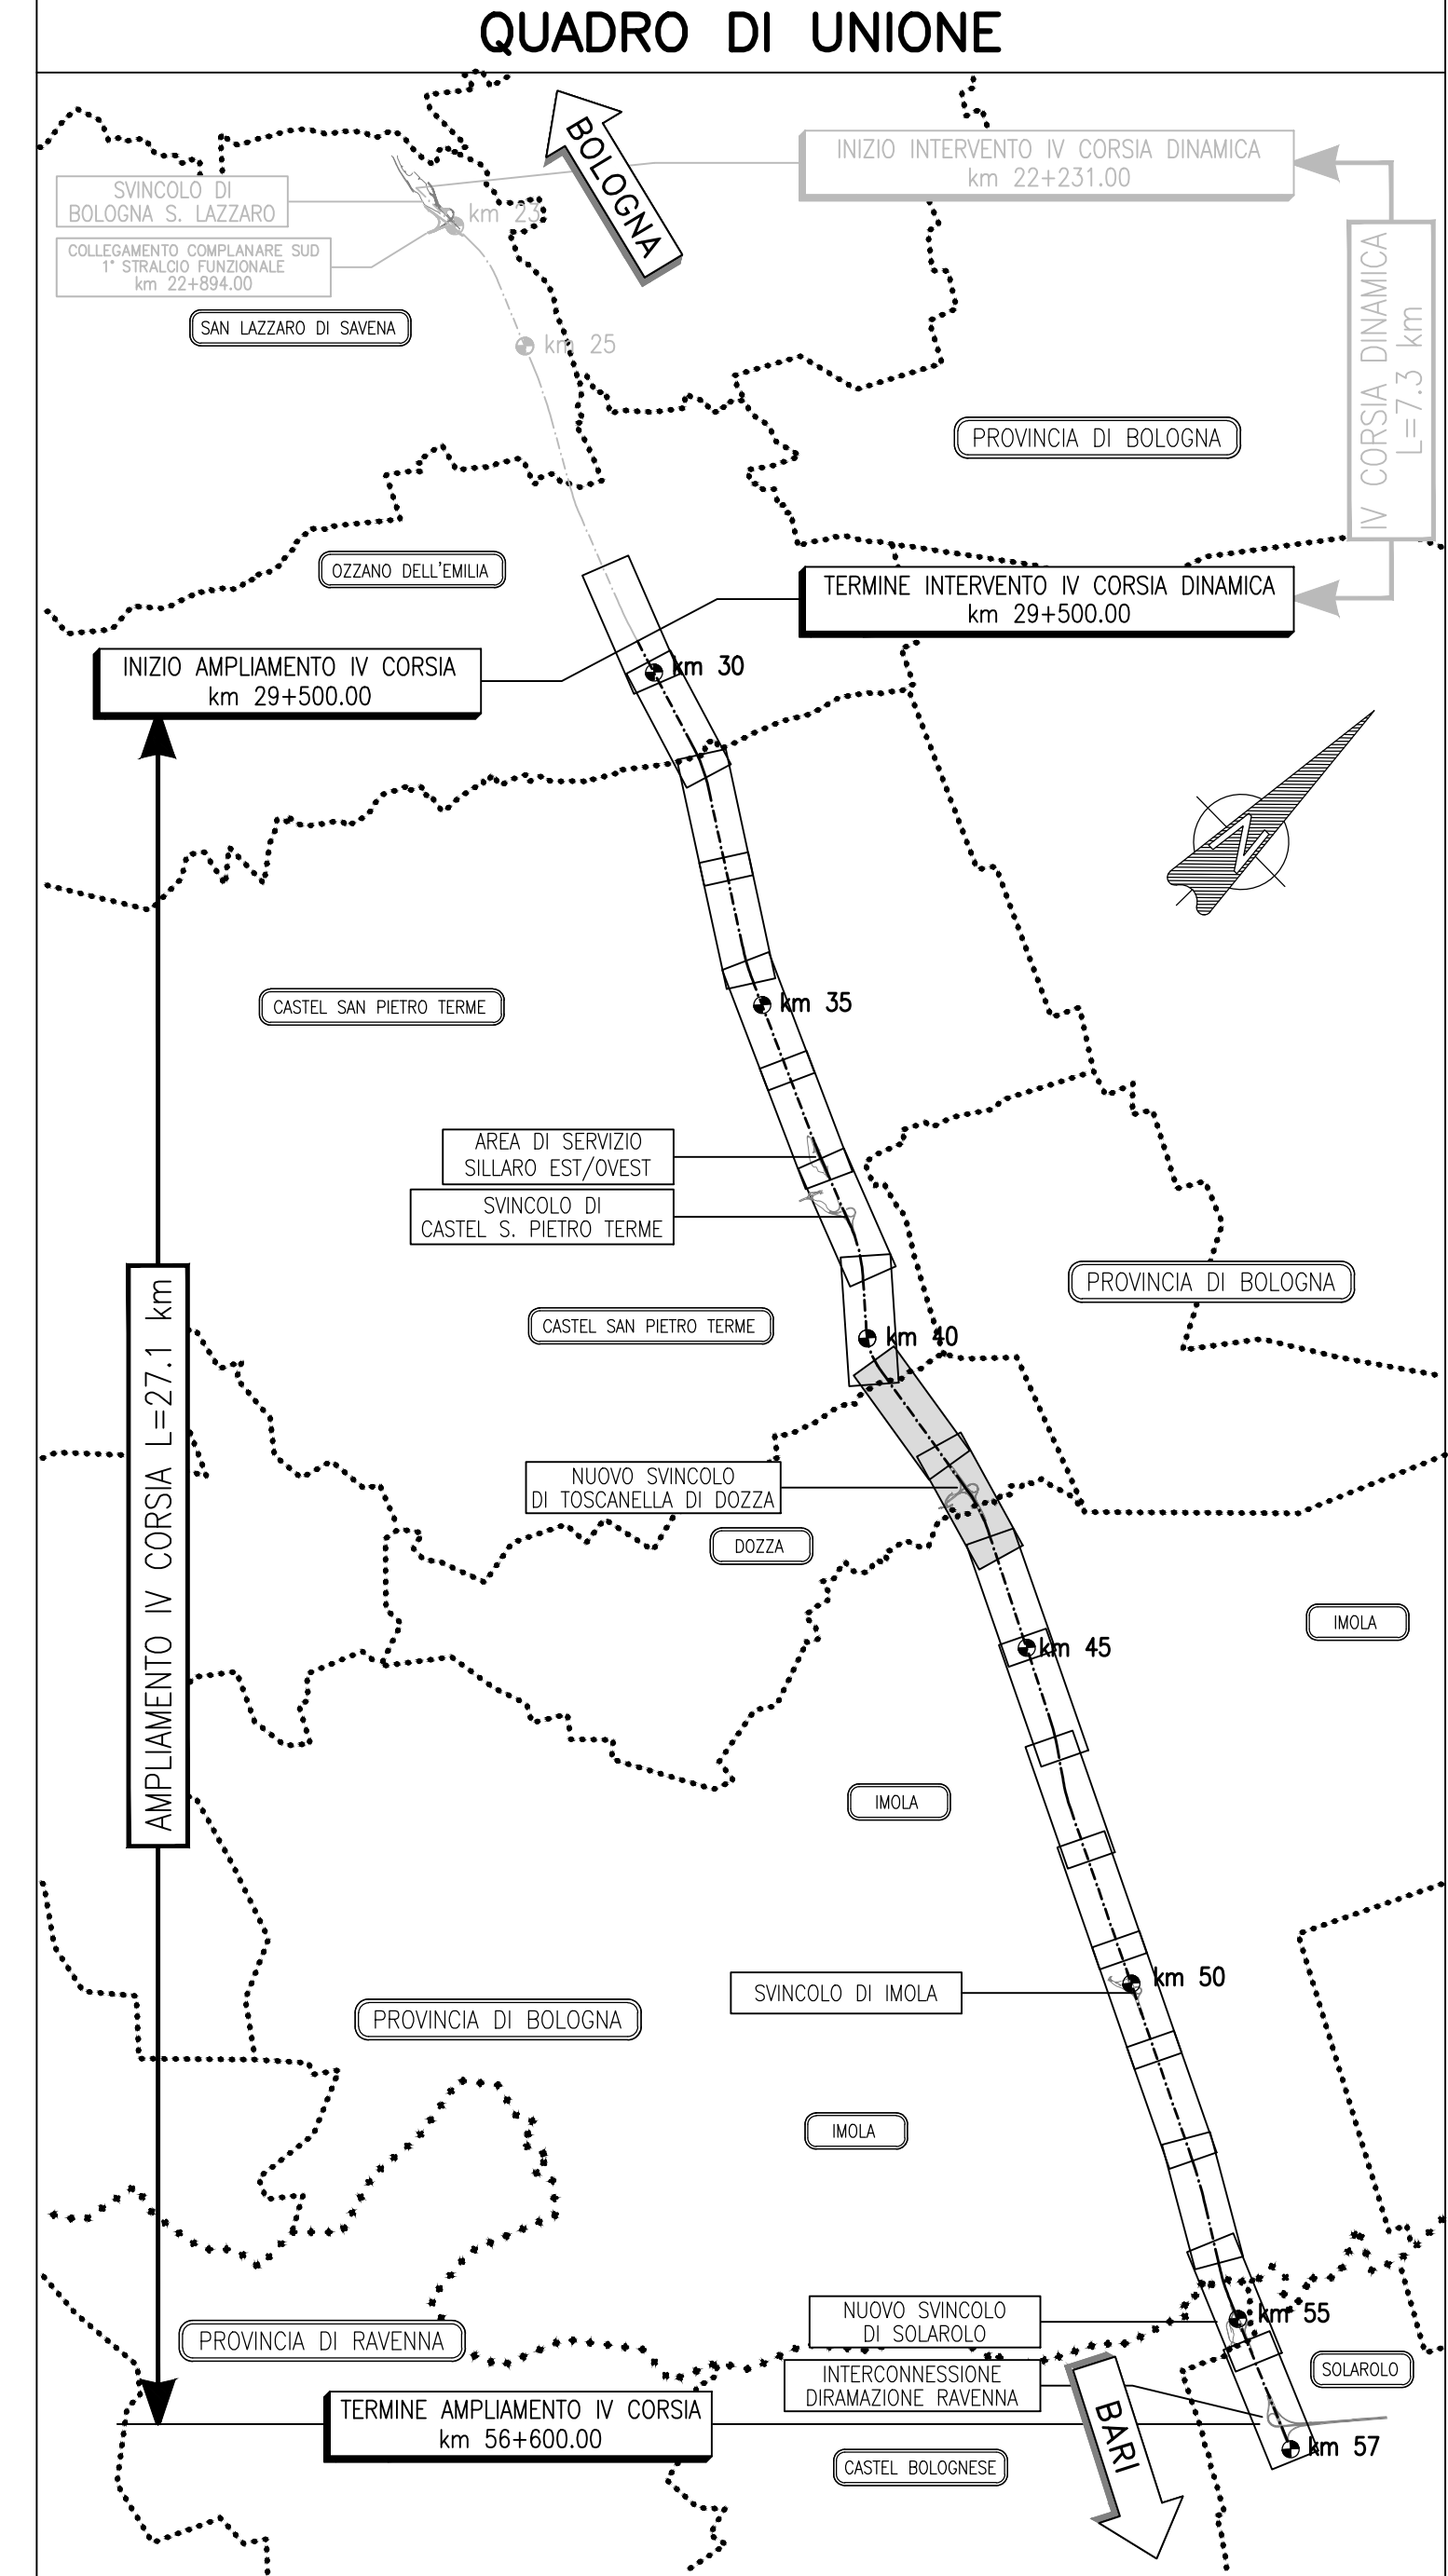 QUADRO DI UNIONE
BOLOGNA
INIZIO INTERVENTO IV CORSIA DINAMICA
km 22+231.00
SVINCOLO DI
BOLOGNA S. LAZZARO
km 23
COLLEGAMENTO COMPLANARE SUD
1° STRALCIO FUNZIONALE
km 22+894.00
IV CORSIA DINAMICA
L=7.3 km
SAN LAZZARO DI SAVENA
km 25
PROVINCIA DI BOLOGNA
OZZANO DELL'EMILIA
TERMINE INTERVENTO IV CORSIA DINAMICA
km 29+500.00
INIZIO AMPLIAMENTO IV CORSIA
km 29+500.00
km 30
N
CASTEL SAN PIETRO TERME
km 35
AREA DI SERVIZIO
SILLARO EST/OVEST
SVINCOLO DI
CASTEL S. PIETRO TERME
PROVINCIA DI BOLOGNA
CASTEL SAN PIETRO TERME
km 40
AMPLIAMENTO IV CORSIA L=27.1 km
NUOVO SVINCOLO
DI TOSCANELLA DI DOZZA
DOZZA
IMOLA
km 45
IMOLA
km 50
SVINCOLO DI IMOLA
PROVINCIA DI BOLOGNA
IMOLA
NUOVO SVINCOLO
DI SOLAROLO
km 55
PROVINCIA DI RAVENNA
SOLAROLO
INTERCONNESSIONE
DIRAMAZIONE RAVENNA
TERMINE AMPLIAMENTO IV CORSIA
km 56+600.00
BARI
km 57
CASTEL BOLOGNESE